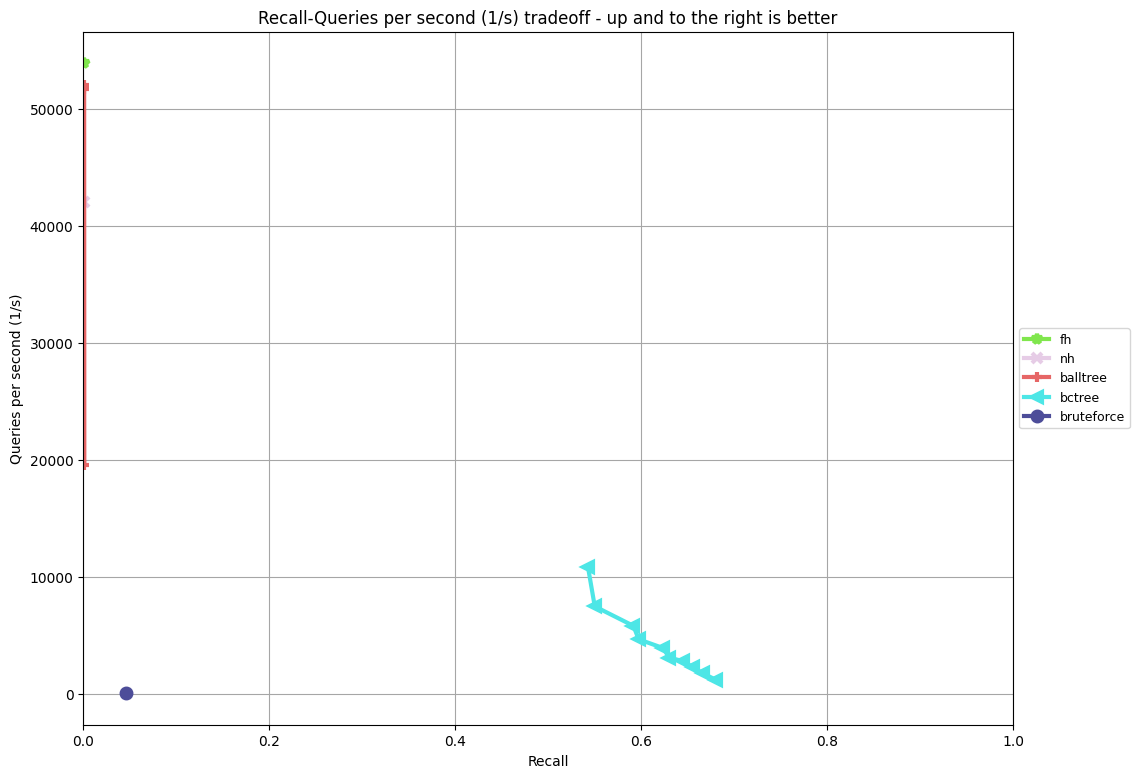 Recall-Queries per second (1/s) tradeoff - up and to the right is better
Queries per second (1/s)
50000
40000
30000
20000
10000
0
0.0 0.2 0.4 0.6 0.8 1.0
Recall
fh
nh
balltree
bctree
bruteforce